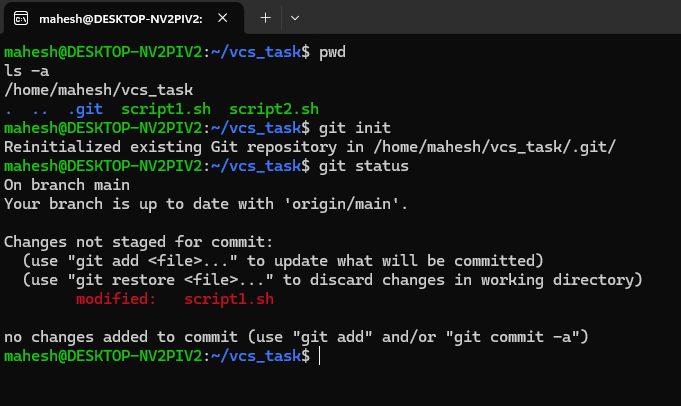 mahesh@DESKTOP-NV2PIV2:
mahesh@DESKTOP-NV2PIV2:~/vcs_task$ pwd
ls -a
/home/mahesh/vcs_task
.  ..  .git  script1.sh  script2.sh
mahesh@DESKTOP-NV2PIV2:~/vcs_task$ git init
Reinitialized existing Git repository in /home/mahesh/vcs_task/.git/
mahesh@DESKTOP-NV2PIV2:~/vcs_task$ git status
On branch main
Your branch is up to date with 'origin/main'.
Changes not staged for commit:
  (use "git add <file>..." to update what will be committed)
  (use "git restore <file>..." to discard changes in working directory)
        modified:   script1.sh
no changes added to commit (use "git add" and/or "git commit -a")
mahesh@DESKTOP-NV2PIV2:~/vcs_task$